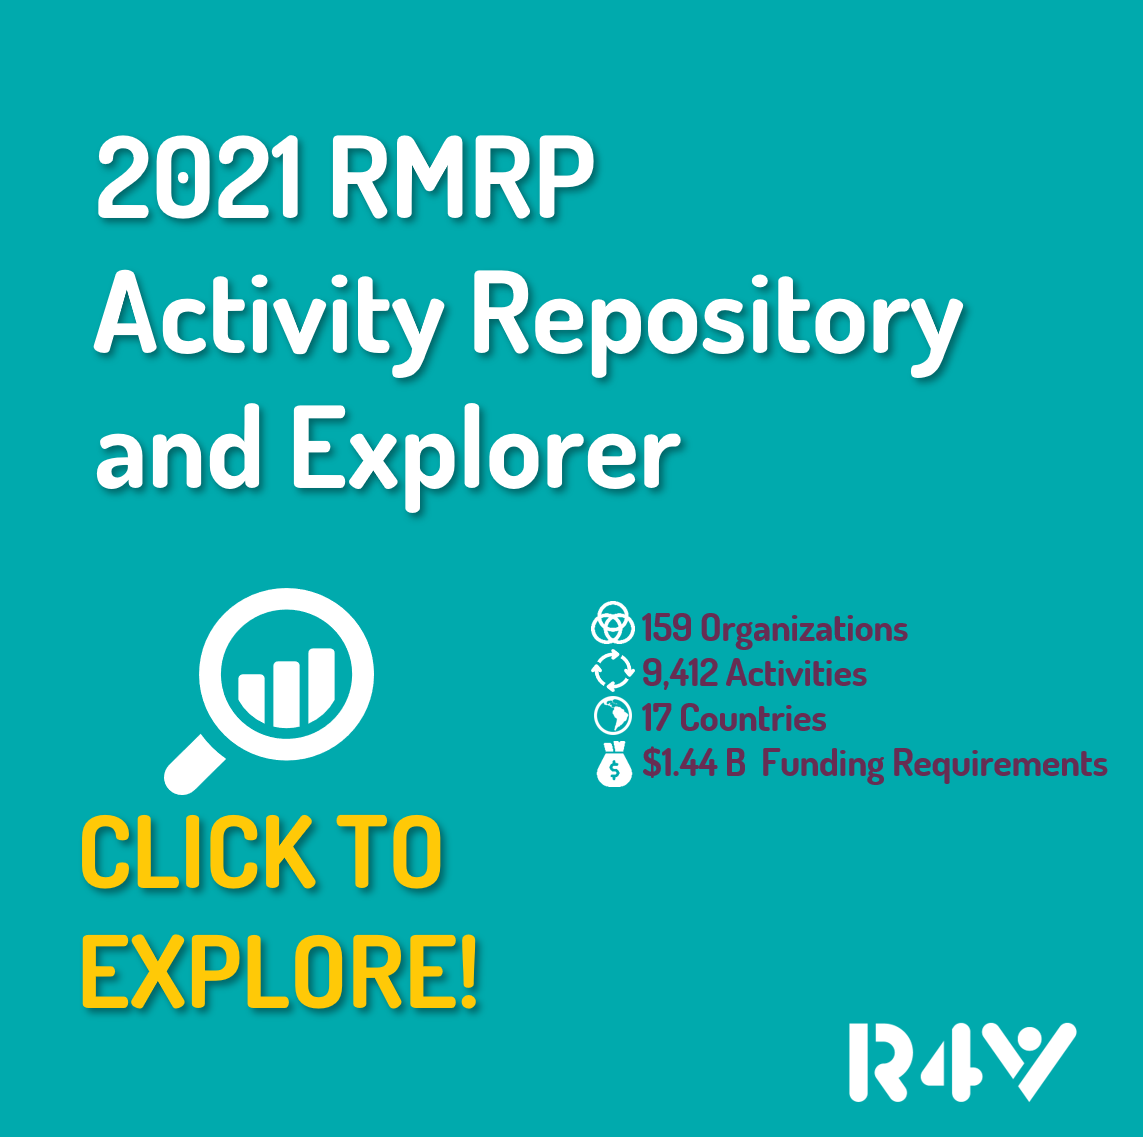 2021 RMRP
Activity Repository
and Explorer
159 Organizations
9,412 Activities
17 Countries
$
$1.44 B  Funding Requirements
CLICK TO
EXPLORE!
R4V